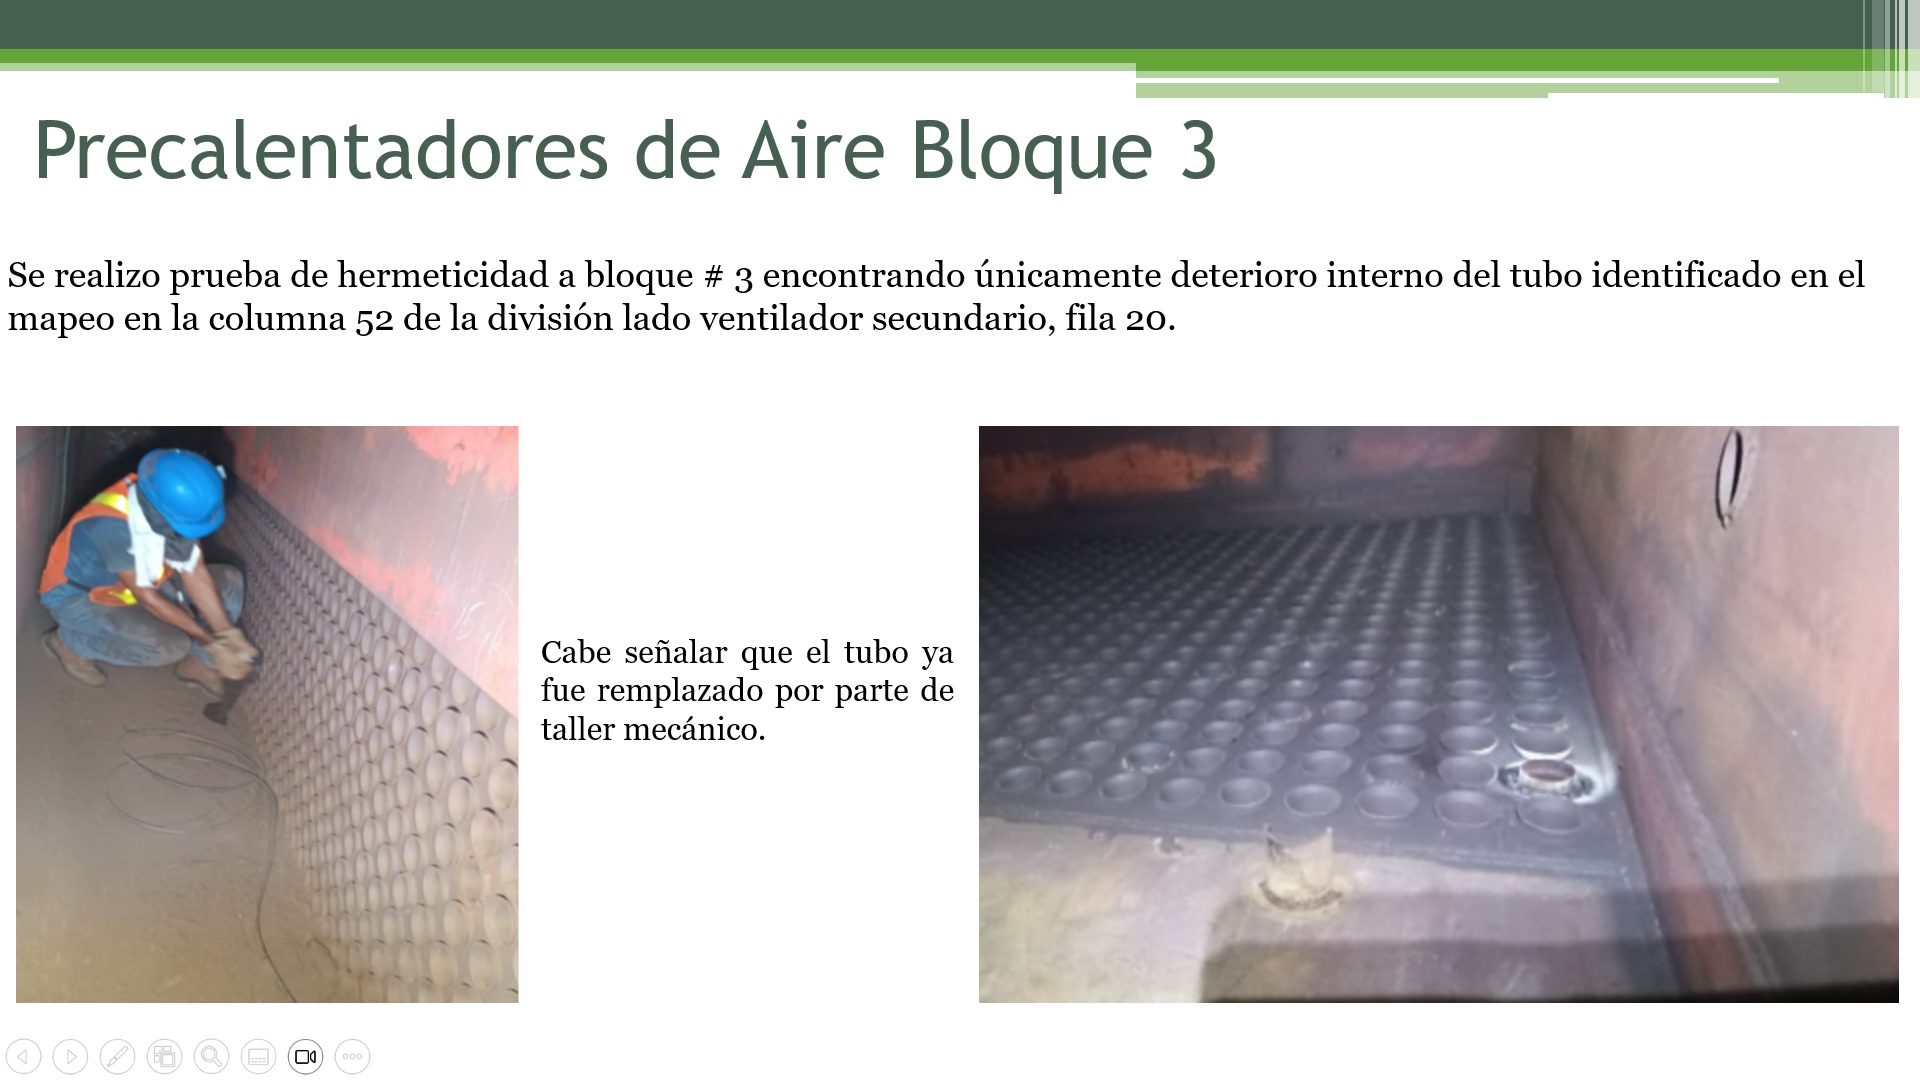 Precalentadores de Aire Bloque 3
Se realizo prueba de hermeticidad a bloque # 3 encontrando únicamente deterioro interno del tubo identificado en el
mapeo en la columna 52 de la división lado ventilador secundario, fila 20.
Cabe señalar que el tubo ya
fue remplazado por parte de
taller mecánico.